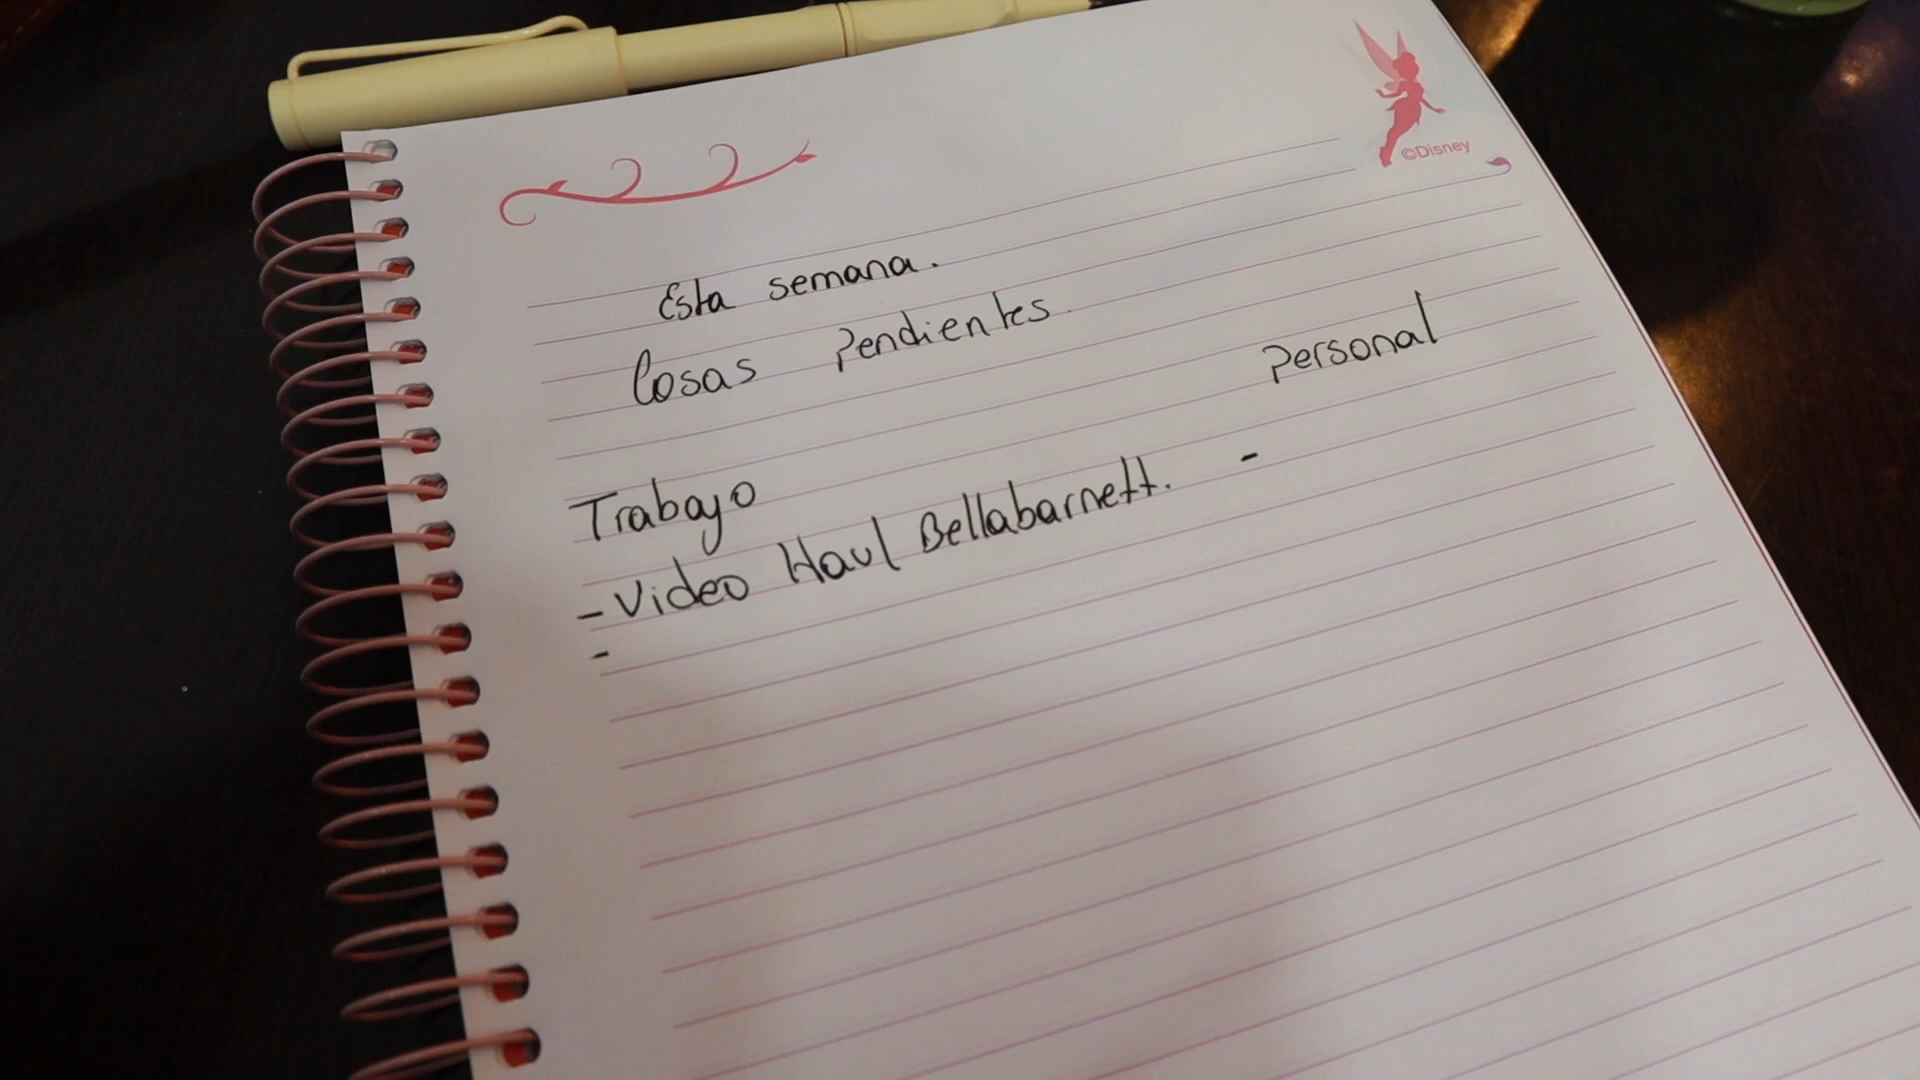 ©Disney
Esta semana.
Cosas Pendientes.
Personal
Trabajo
- Video Haul Bellabarnett. -
-